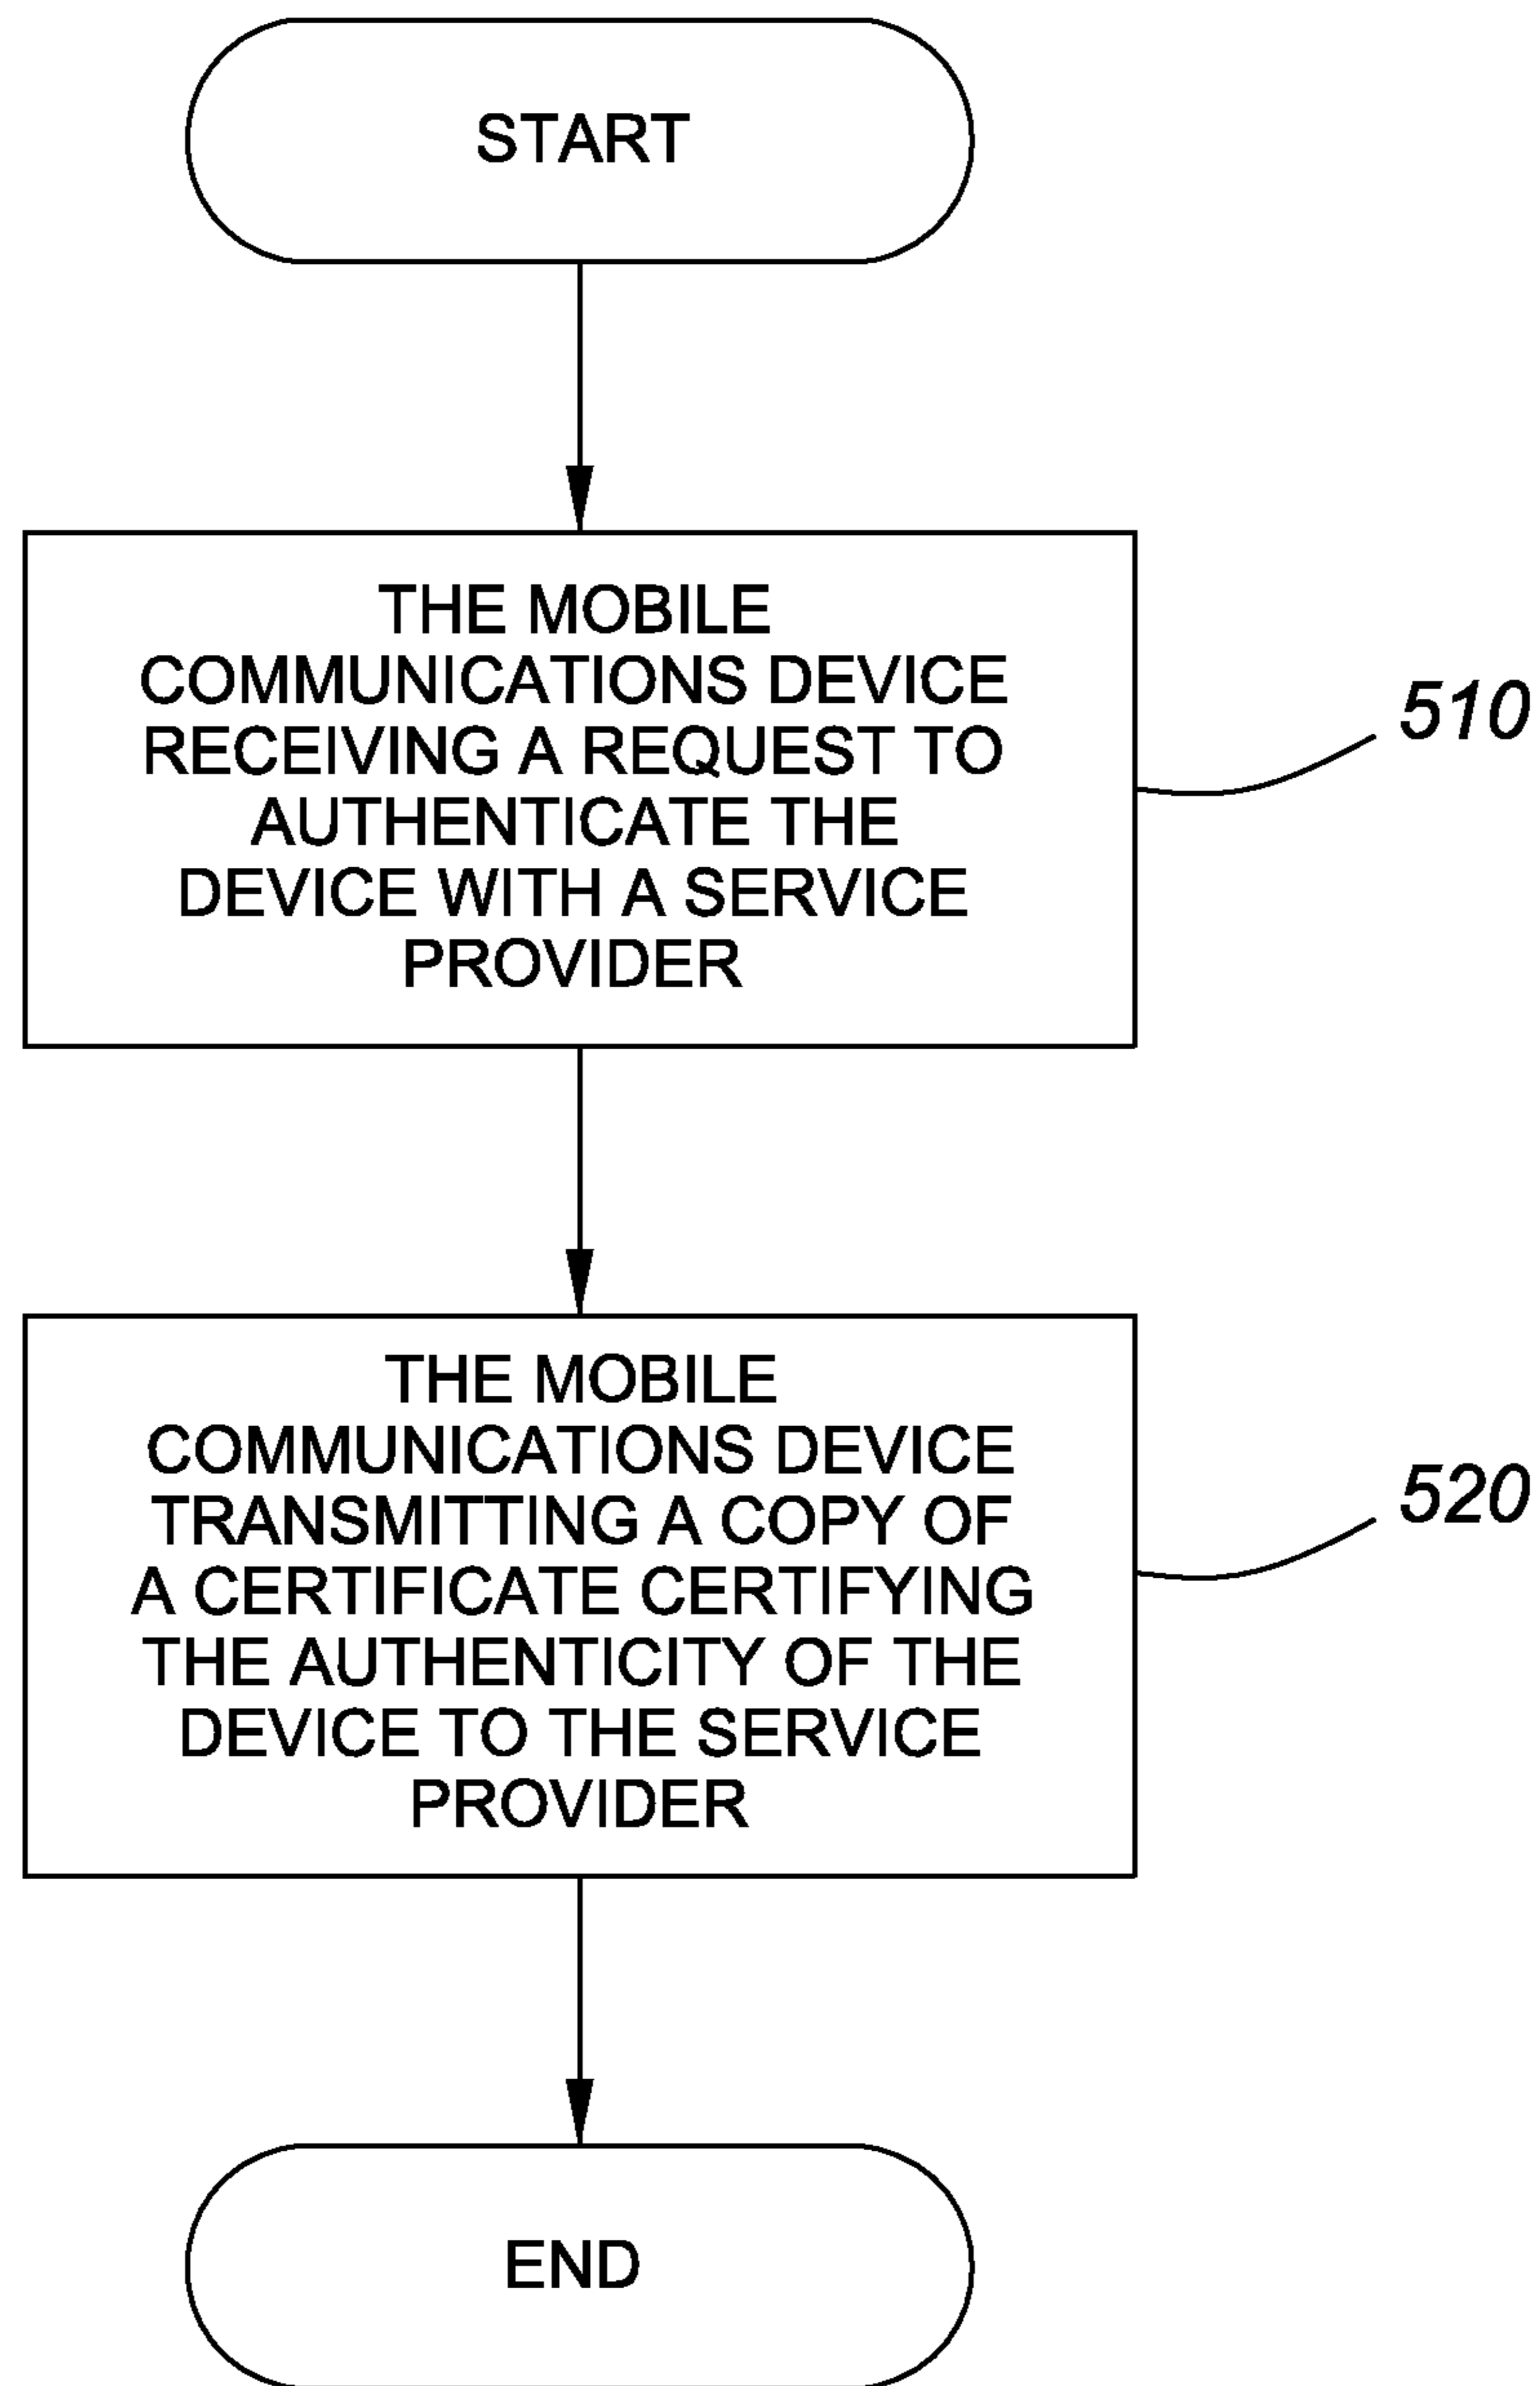 START
THE MOBILE
COMMUNICATIONS DEVICE
RECEIVING A REQUEST TO
AUTHENTICATE THE
DEVICE WITH A SERVICE
PROVIDER
510
THE MOBILE
COMMUNICATIONS DEVICE
TRANSMITTING A COPY OF
A CERTIFICATE CERTIFYING
THE AUTHENTICITY OF THE
DEVICE TO THE SERVICE
PROVIDER
520
END